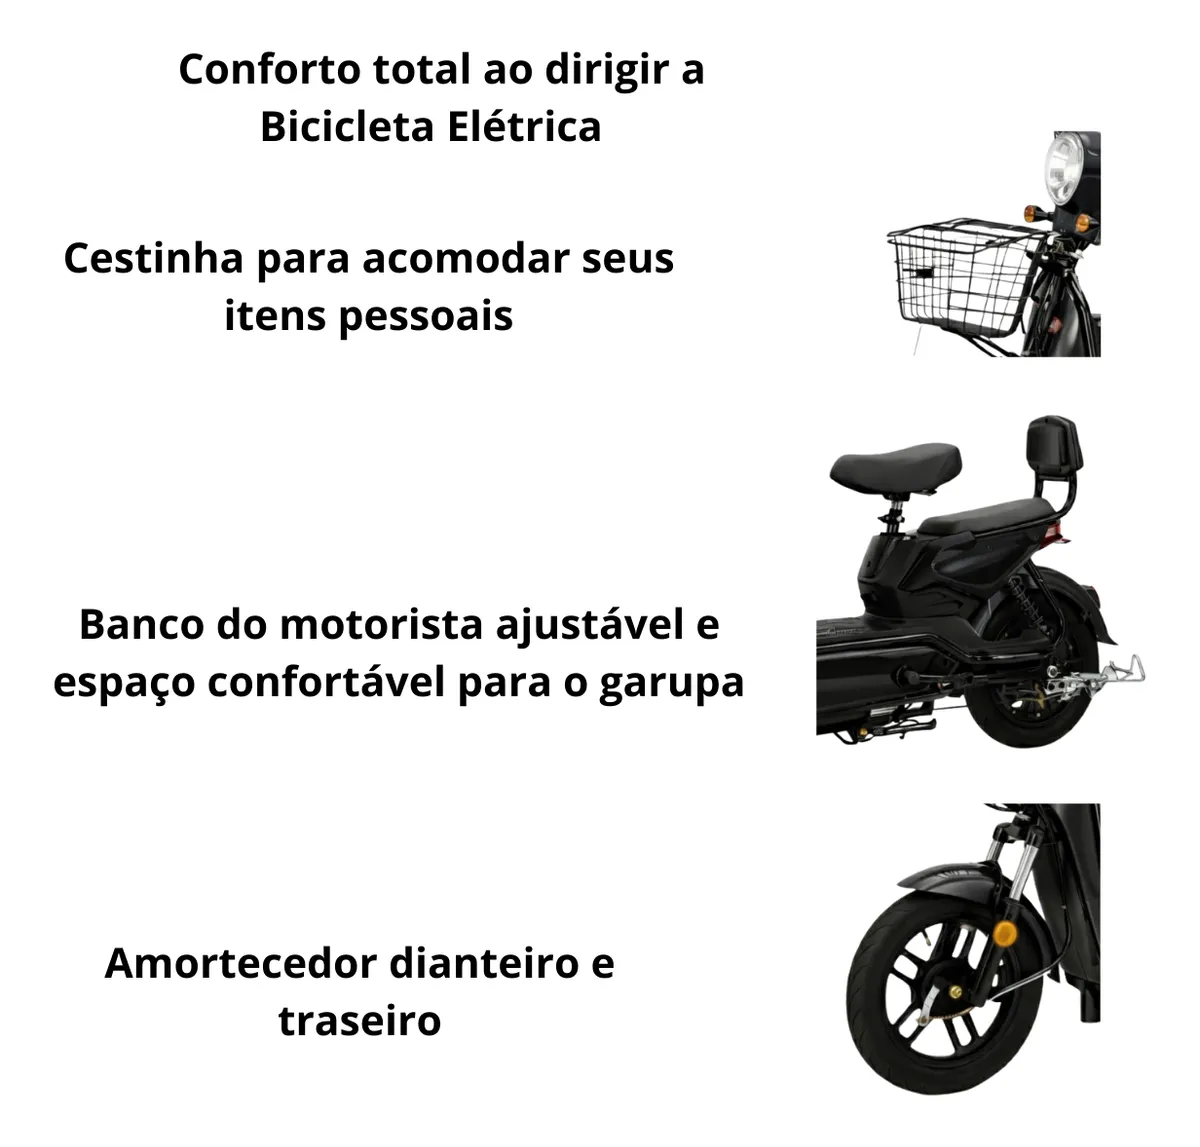 Conforto total ao dirigir a
Bicicleta Elétrica
Cestinha para acomodar seus
itens pessoais
Banco do motorista ajustável e
espaço confortável para o garupa
Amortecedor dianteiro e
traseiro